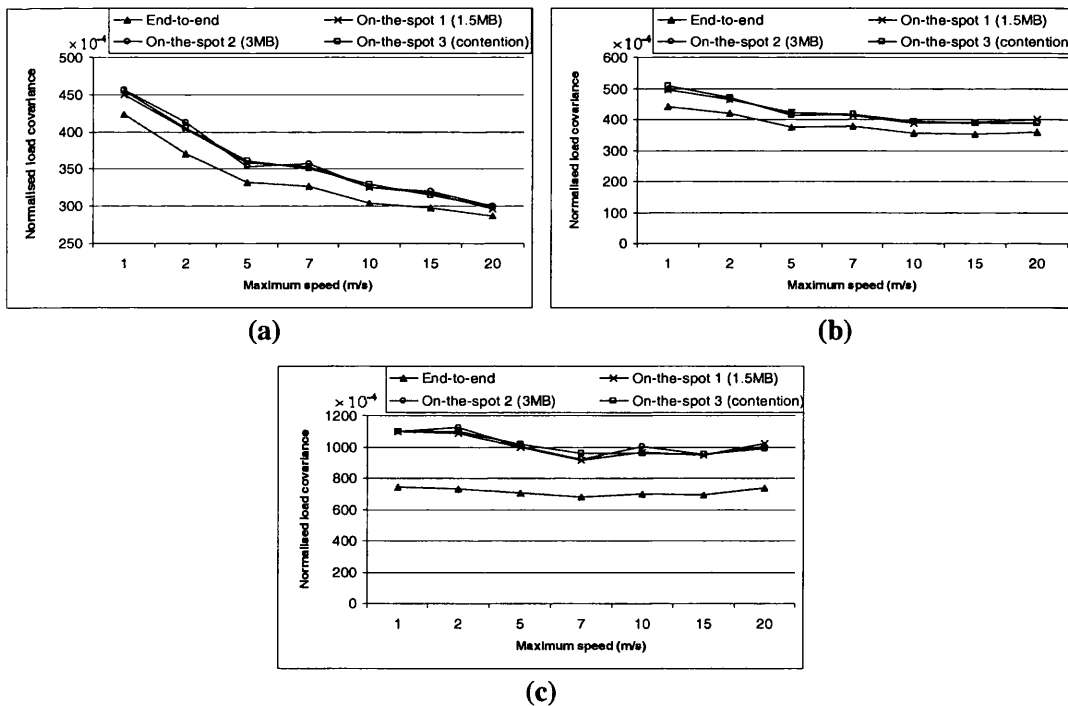 End-to-end
On-the-spot 1 (1.5MB)
On-the-spot 2 (3MB)
On-the-spot 3 (contention)
× 10⁻⁴
500
450
400
350
300
250
Normalised load covariance
1 2 5 7 10 15 20
Maximum speed (m/s)
(a)
End-to-end
On-the-spot 1 (1.5MB)
On-the-spot 2 (3MB)
On-the-spot 3 (contention)
× 10⁻⁴
600
500
400
300
200
100
0
Normalised load covariance
1 2 5 7 10 15 20
Maximum speed (m/s)
(b)
End-to-end
On-the-spot 1 (1.5MB)
On-the-spot 2 (3MB)
On-the-spot 3 (contention)
× 10⁻⁴
1200
1000
800
600
400
200
0
Normalised load covariance
1 2 5 7 10 15 20
Maximum speed (m/s)
(c)